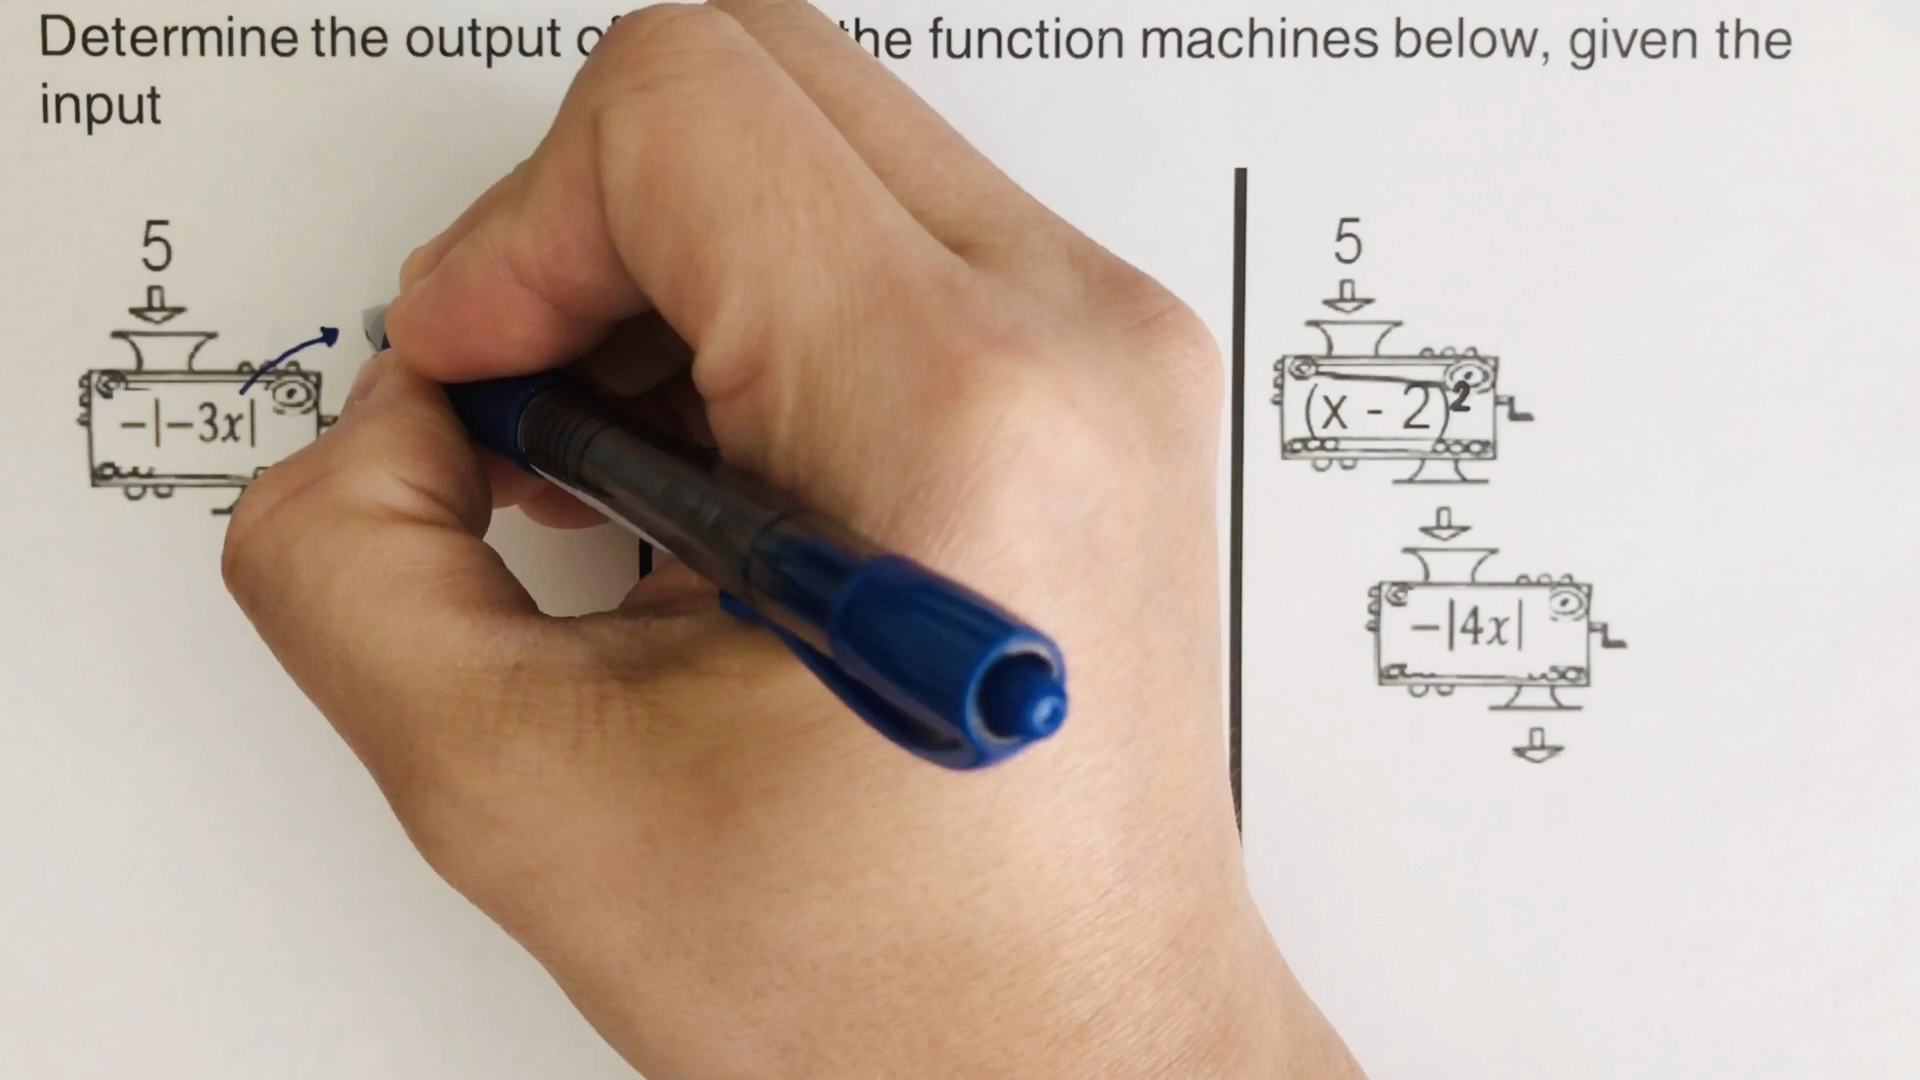 Determine the output the function machines below, given the
input
5
−|−3x|
5
(x - 2)²
−|4x|